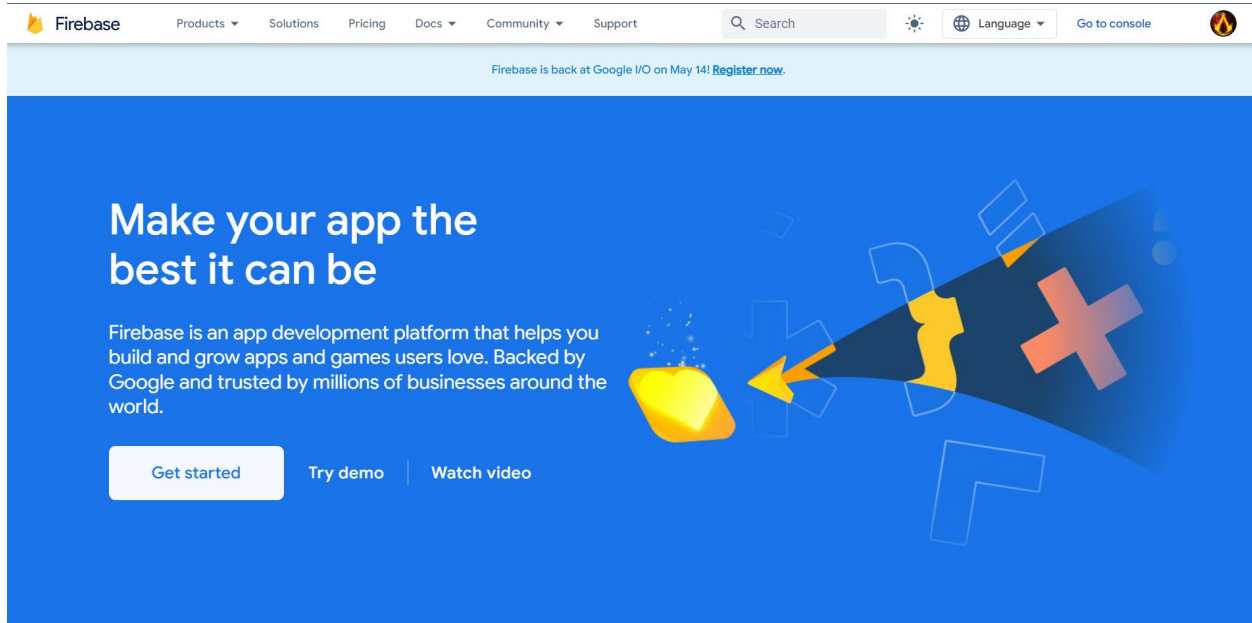 Firebase Products Solutions Pricing Docs Community Support Search Language Go to console
Firebase is back at Google I/O on May 14! Register now.
Make your app the
best it can be
Firebase is an app development platform that helps you
build and grow apps and games users love. Backed by
Google and trusted by millions of businesses around the
world.
Get started Try demo Watch video